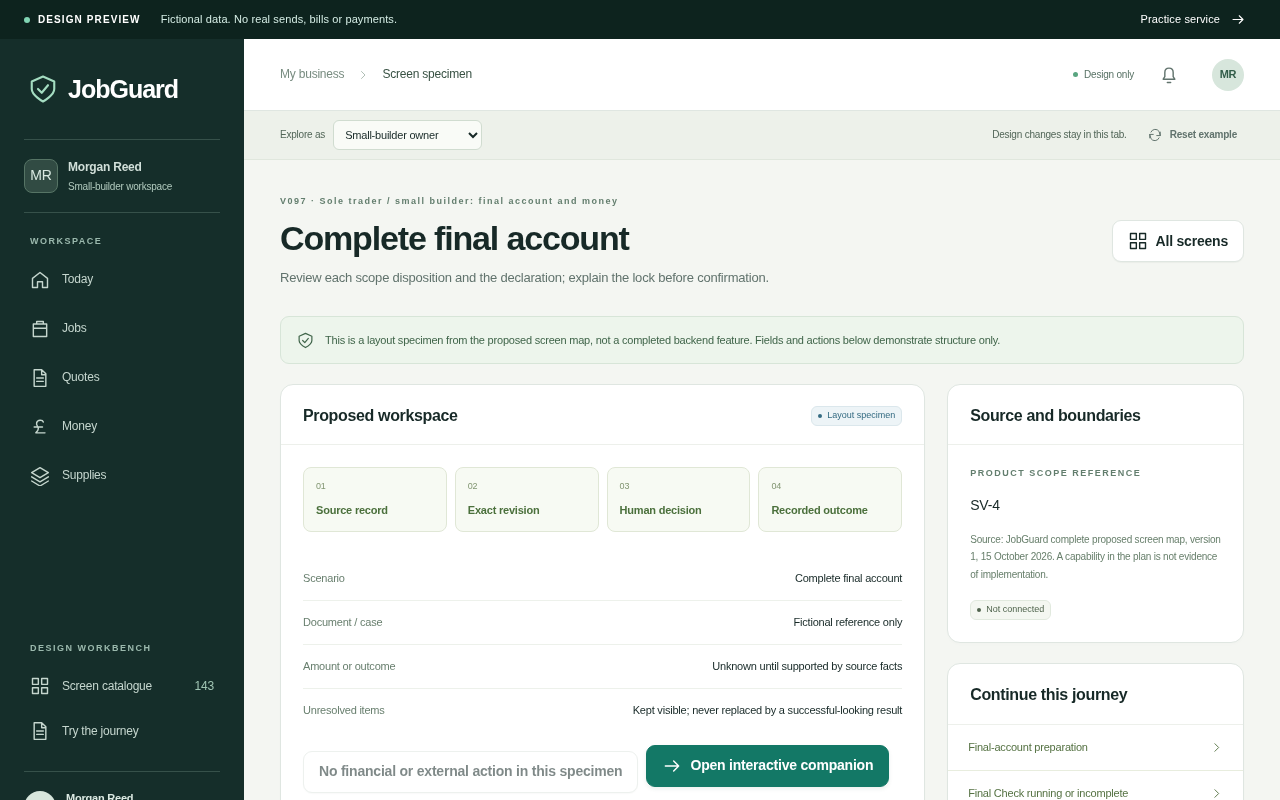 DESIGN PREVIEW Fictional data. No real sends, bills or payments. Practice service
JobGuard
MR Morgan Reed
Small-builder workspace
WORKSPACE
Today
Jobs
Quotes
Money
Supplies
DESIGN WORKBENCH
Screen catalogue 143
Try the journey
Morgan Reed
My business Screen specimen
Design only MR
Explore as Small-builder owner
Design changes stay in this tab. Reset example
V097 · Sole trader / small builder: final account and money
Complete final account
Review each scope disposition and the declaration; explain the lock before confirmation.
All screens
This is a layout specimen from the proposed screen map, not a completed backend feature. Fields and actions below demonstrate structure only.
Proposed workspace Layout specimen
01 02 03 04
Source record Exact revision Human decision Recorded outcome
Scenario Complete final account
Document / case Fictional reference only
Amount or outcome Unknown until supported by source facts
Unresolved items Kept visible; never replaced by a successful-looking result
No financial or external action in this specimen Open interactive companion
Source and boundaries
PRODUCT SCOPE REFERENCE
SV-4
Source: JobGuard complete proposed screen map, version
1, 15 October 2026. A capability in the plan is not evidence
of implementation.
Not connected
Continue this journey
Final-account preparation
Final Check running or incomplete